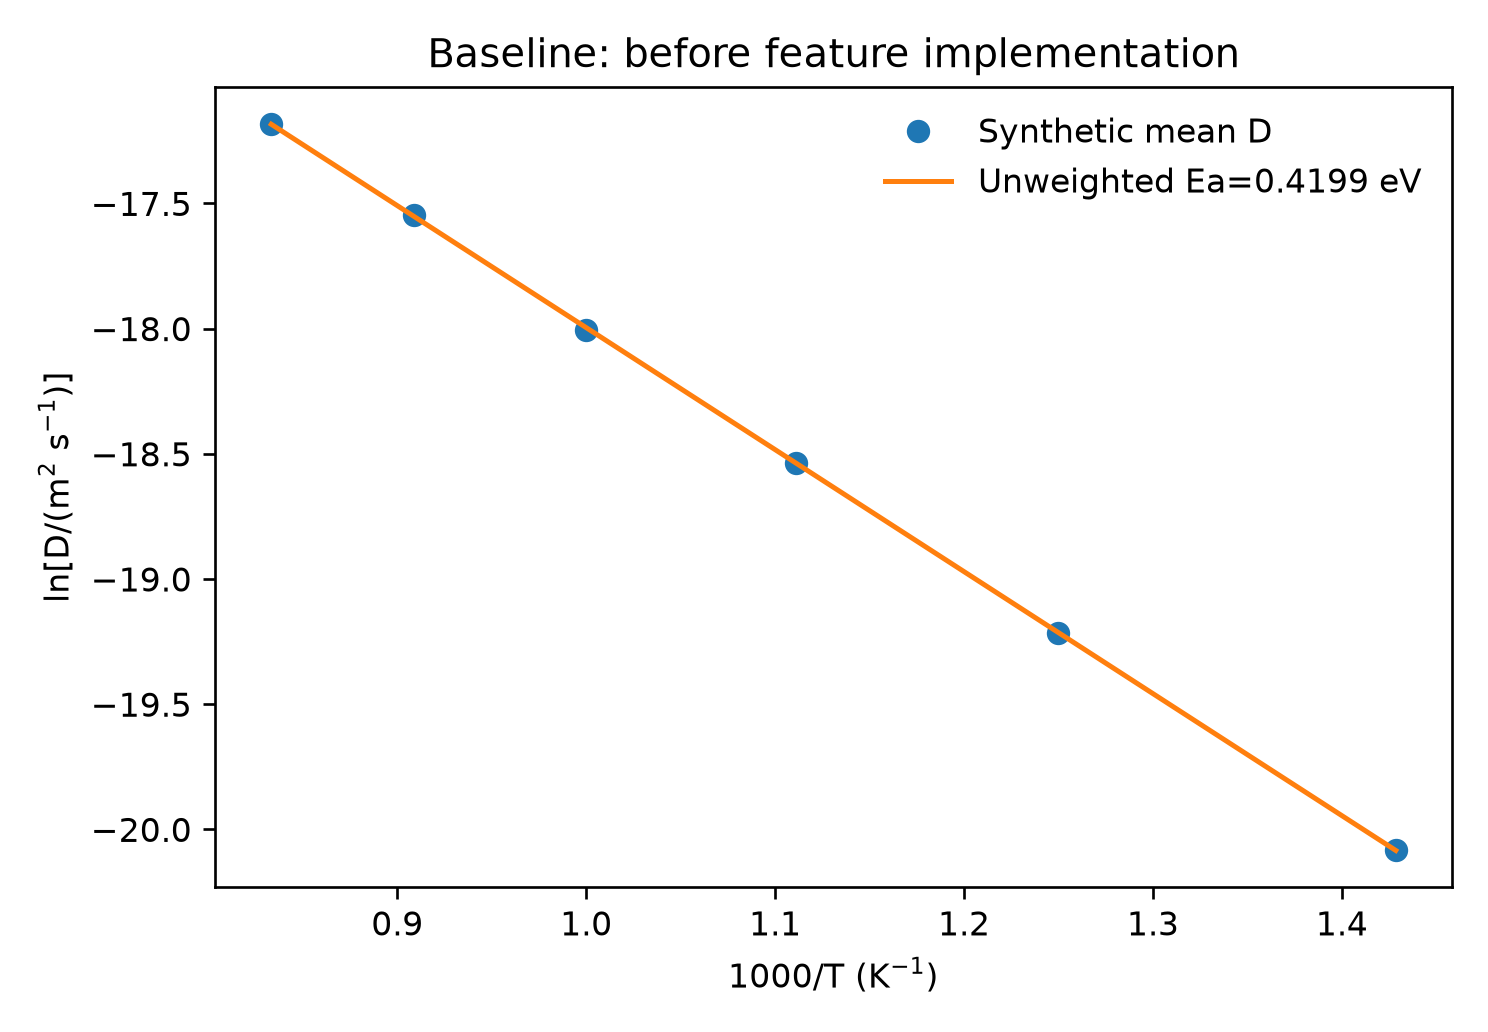 Baseline: before feature implementation
Synthetic mean D
Unweighted Ea=0.4199 eV
−17.5
−18.0
−18.5
−19.0
−19.5
−20.0
ln[D/(m² s⁻¹)]
0.9 1.0 1.1 1.2 1.3 1.4
1000/T (K⁻¹)